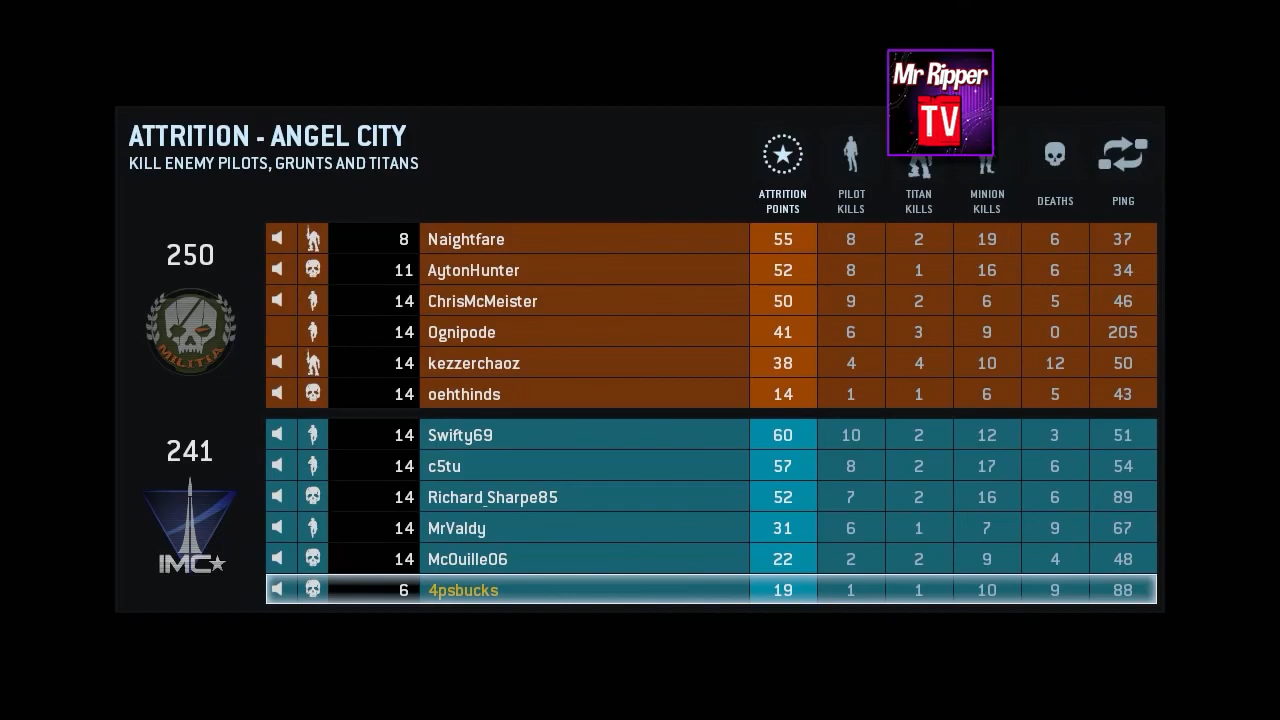 Mr Ripper
TV
ATTRITION - ANGEL CITY
KILL ENEMY PILOTS, GRUNTS AND TITANS
ATTRITION POINTS PILOT KILLS TITAN KILLS MINION KILLS DEATHS PING
250
MILITIA
8 Naightfare 55 8 2 19 6 37
11 AytonHunter 52 8 1 16 6 34
14 ChrisMcMeister 50 9 2 6 5 46
14 Ognipode 41 6 3 9 0 205
14 kezzerchaoz 38 4 4 10 12 50
14 oehthinds 14 1 1 6 5 43
241
IMC
14 Swifty69 60 10 2 12 3 51
14 c5tu 57 8 2 17 6 54
14 Richard_Sharpe85 52 7 2 16 6 89
14 MrValdy 31 6 1 7 9 67
14 McOuille06 22 2 2 9 4 48
6 4psbucks 19 1 1 10 9 88